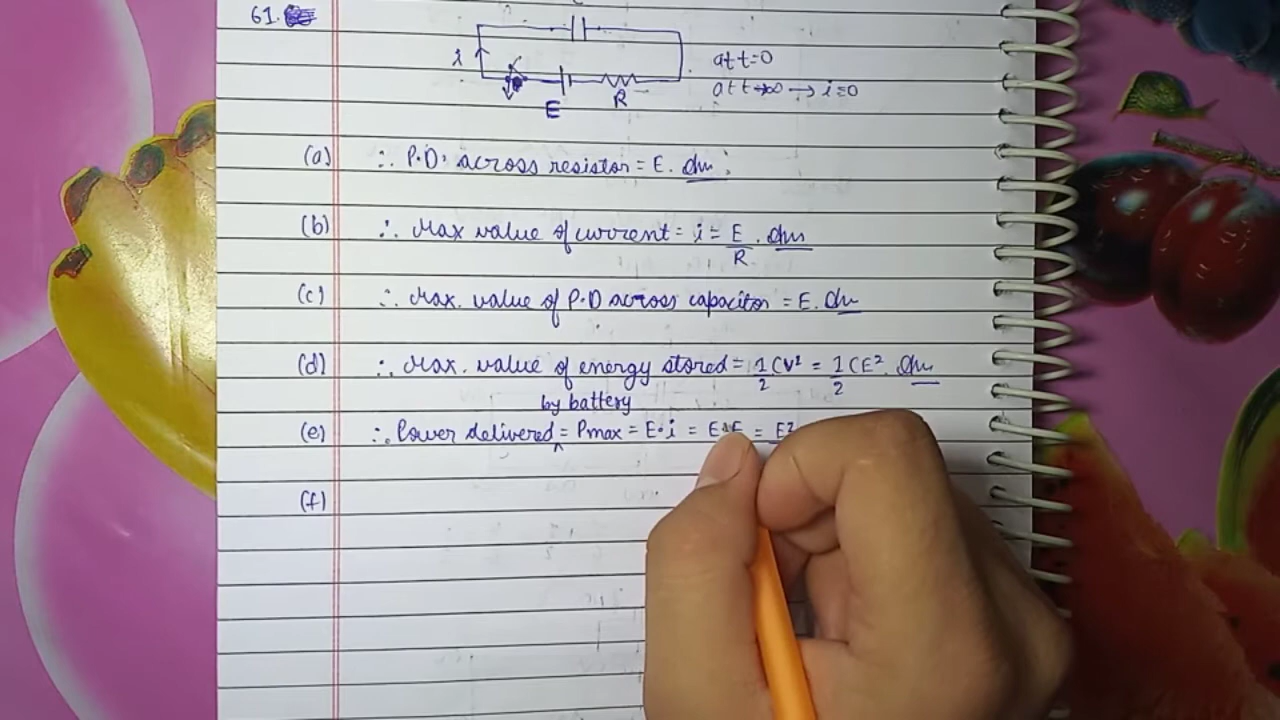 61.
i
E
R
at t=0
at t→∞ → i=0
(a) ∴ P.D. across resistor = E. Ans
(b) ∴ Max value of current = i = E/R . Ans
(c) ∴ Max. value of P.D across capacitor = E. Ans
(d) ∴ Max. value of energy stored = 1/2 CV² = 1/2 CE². Ans
by battery
(e) ∴ Power delivered = Pmax = E·i = E×E = E²
(f)